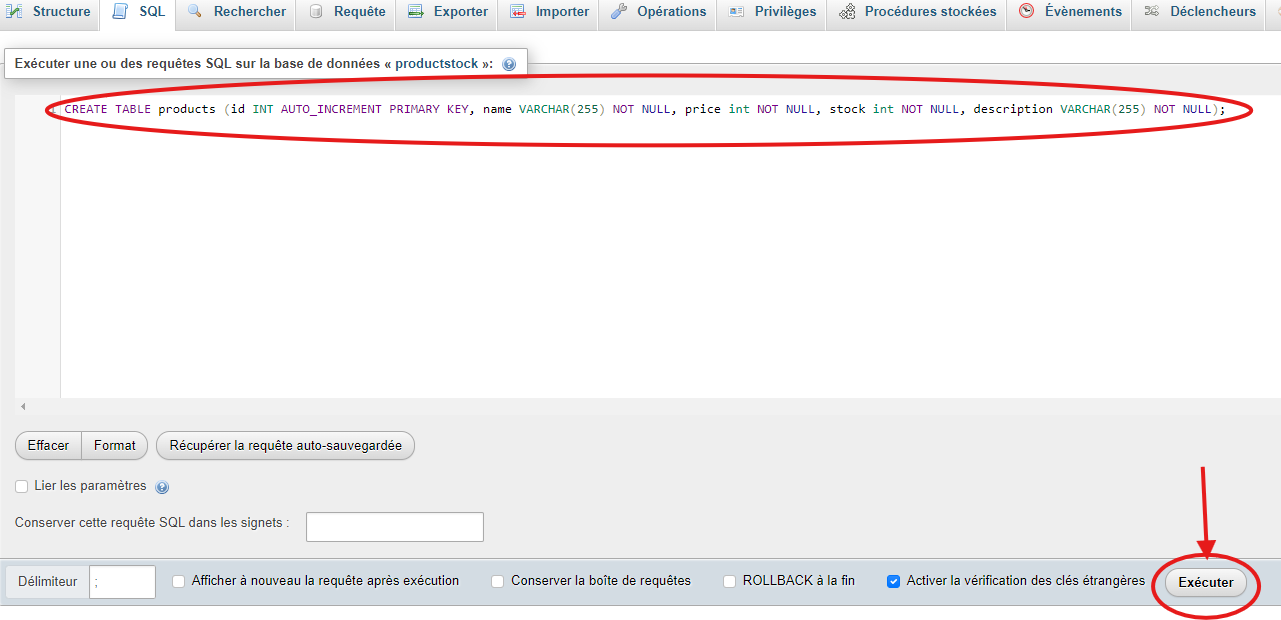 Structure SQL Rechercher Requête Exporter Importer Opérations Privilèges Procédures stockées Évènements Déclencheurs
Exécuter une ou des requêtes SQL sur la base de données « productstock »:
CREATE TABLE products (id INT AUTO_INCREMENT PRIMARY KEY, name VARCHAR(255) NOT NULL, price int NOT NULL, stock int NOT NULL, description VARCHAR(255) NOT NULL);
Effacer Format Récupérer la requête auto-sauvegardée
Lier les paramètres
Conserver cette requête SQL dans les signets :
Délimiteur ; Afficher à nouveau la requête après exécution Conserver la boîte de requêtes ROLLBACK à la fin Activer la vérification des clés étrangères Exécuter